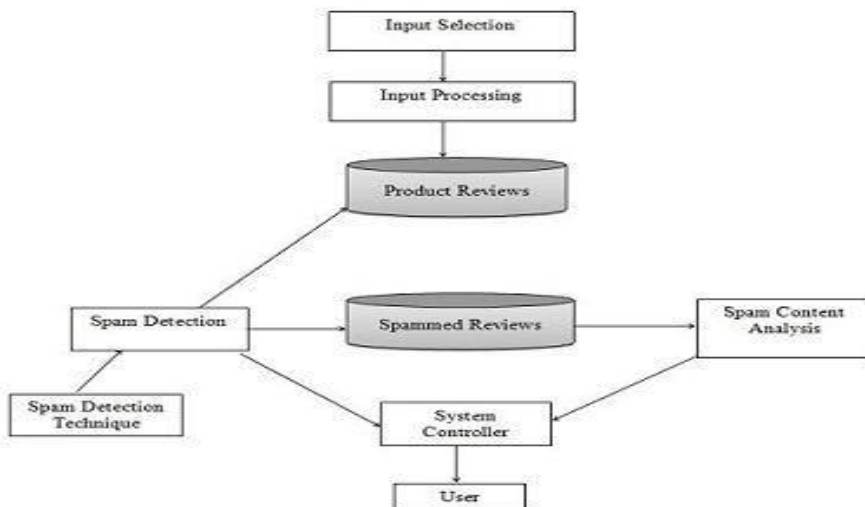 Input Selection
Input Processing
Product Reviews
Spam Detection
Spammed Reviews
Spam Content
Analysis
Spam Detection
Technique
System
Controller
User